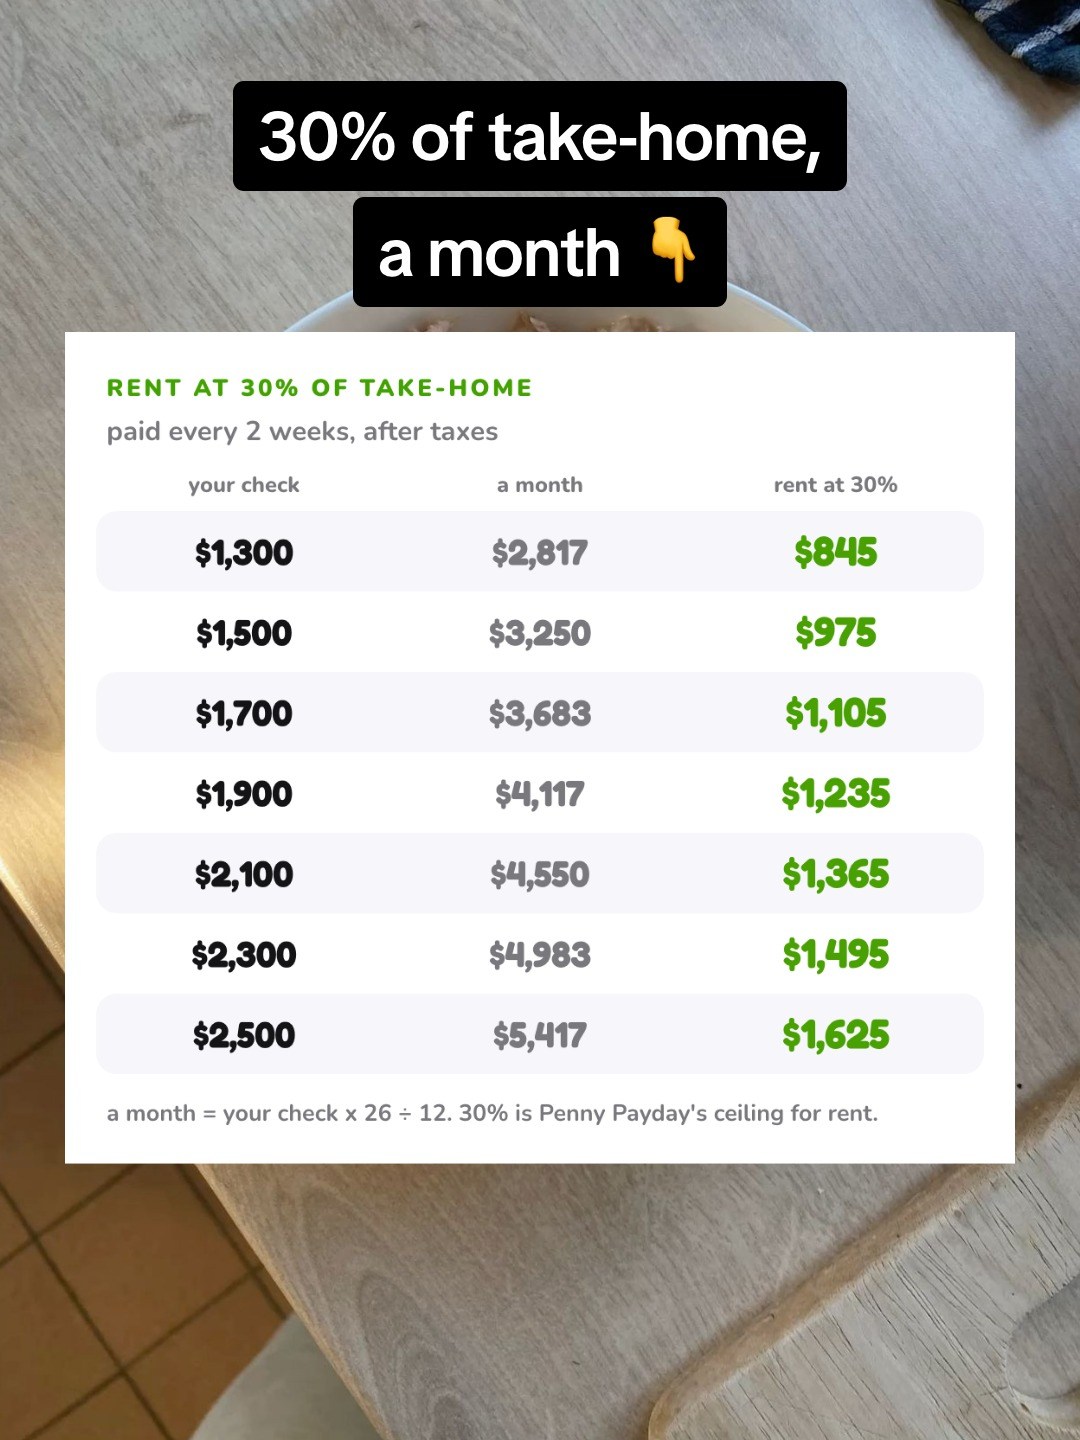 30% of take-home,
a month 👇
RENT AT 30% OF TAKE-HOME
paid every 2 weeks, after taxes
your check a month rent at 30%
$1,300 $2,817 $845
$1,500 $3,250 $975
$1,700 $3,683 $1,105
$1,900 $4,117 $1,235
$2,100 $4,550 $1,365
$2,300 $4,983 $1,495
$2,500 $5,417 $1,625
a month = your check x 26 ÷ 12. 30% is Penny Payday's ceiling for rent.